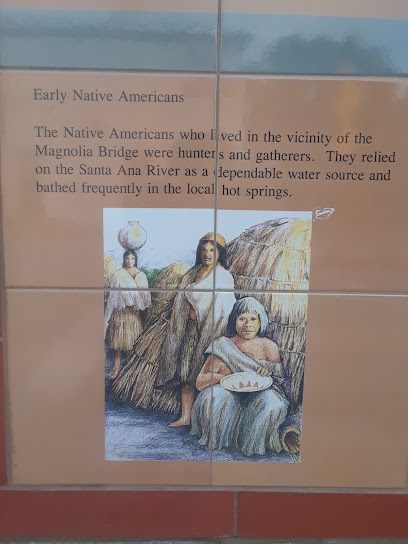 Early Native Americans
The Native Americans who lived in the vicinity of the
Magnolia Bridge were hunters and gatherers. They relied
on the Santa Ana River as a dependable water source and
bathed frequently in the local hot springs.